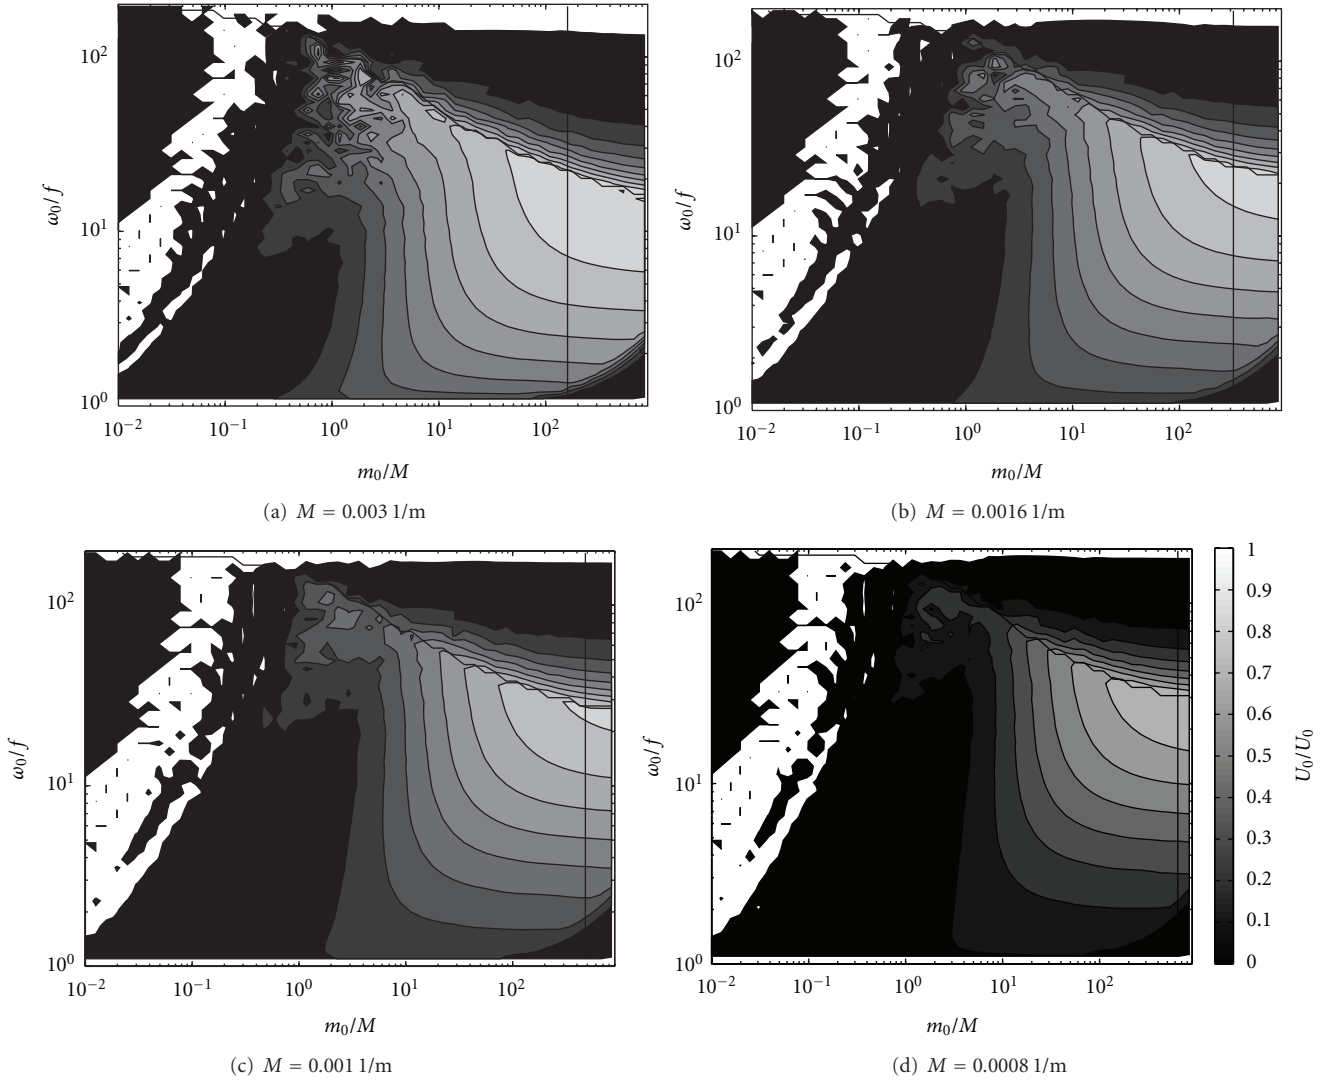 10²
10¹
10⁰
ω₀/f
10⁻² 10⁻¹ 10⁰ 10¹ 10²
m₀/M
(a) M = 0.003 1/m
10²
10¹
10⁰
ω₀/f
10⁻² 10⁻¹ 10⁰ 10¹ 10²
m₀/M
(b) M = 0.0016 1/m
10²
10¹
10⁰
ω₀/f
10⁻² 10⁻¹ 10⁰ 10¹ 10²
m₀/M
(c) M = 0.001 1/m
10²
10¹
10⁰
ω₀/f
10⁻² 10⁻¹ 10⁰ 10¹ 10²
m₀/M
(d) M = 0.0008 1/m
1
0.9
0.8
0.7
0.6
0.5
0.4
0.3
0.2
0.1
0
U₀/U₀